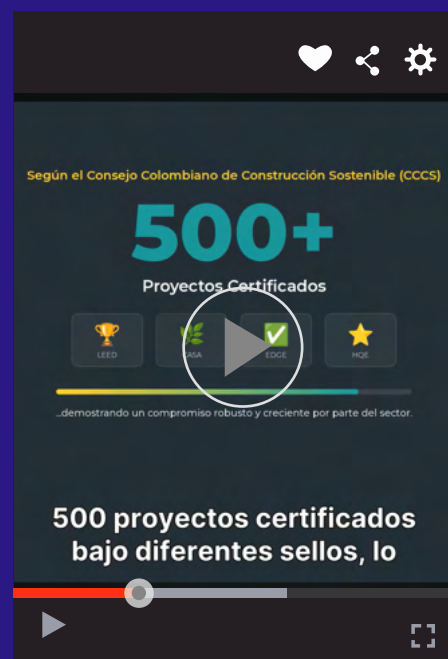 Según el Consejo Colombiano de Construcción Sostenible (CCCS)
500+
Proyectos Certificados
LEED
CASA
EDGE
HQE
...demostrando un compromiso robusto y creciente por parte del sector.
500 proyectos certificados
bajo diferentes sellos, lo